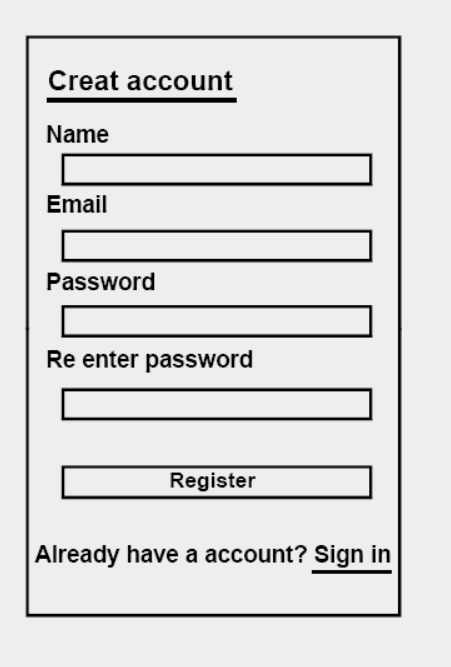 Creat account
Name
Email
Password
Re enter password
Register
Already have a account? Sign in